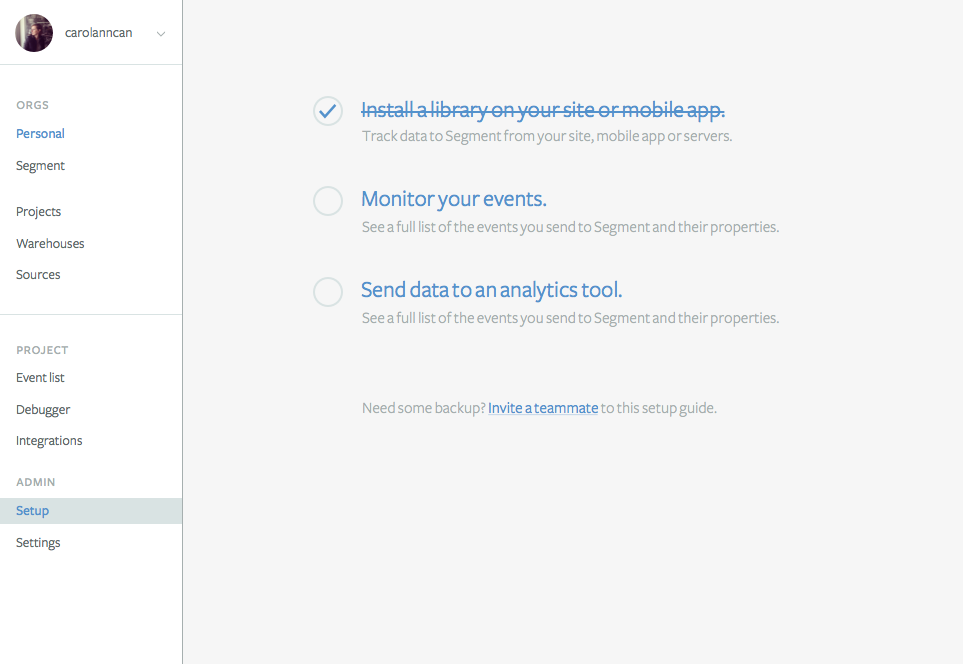 carolanncan
ORGS
Personal
Segment
Projects
Warehouses
Sources
PROJECT
Event list
Debugger
Integrations
ADMIN
Setup
Settings
Install a library on your site or mobile app.
Track data to Segment from your site, mobile app or servers.
Monitor your events.
See a full list of the events you send to Segment and their properties.
Send data to an analytics tool.
See a full list of the events you send to Segment and their properties.
Need some backup? Invite a teammate to this setup guide.